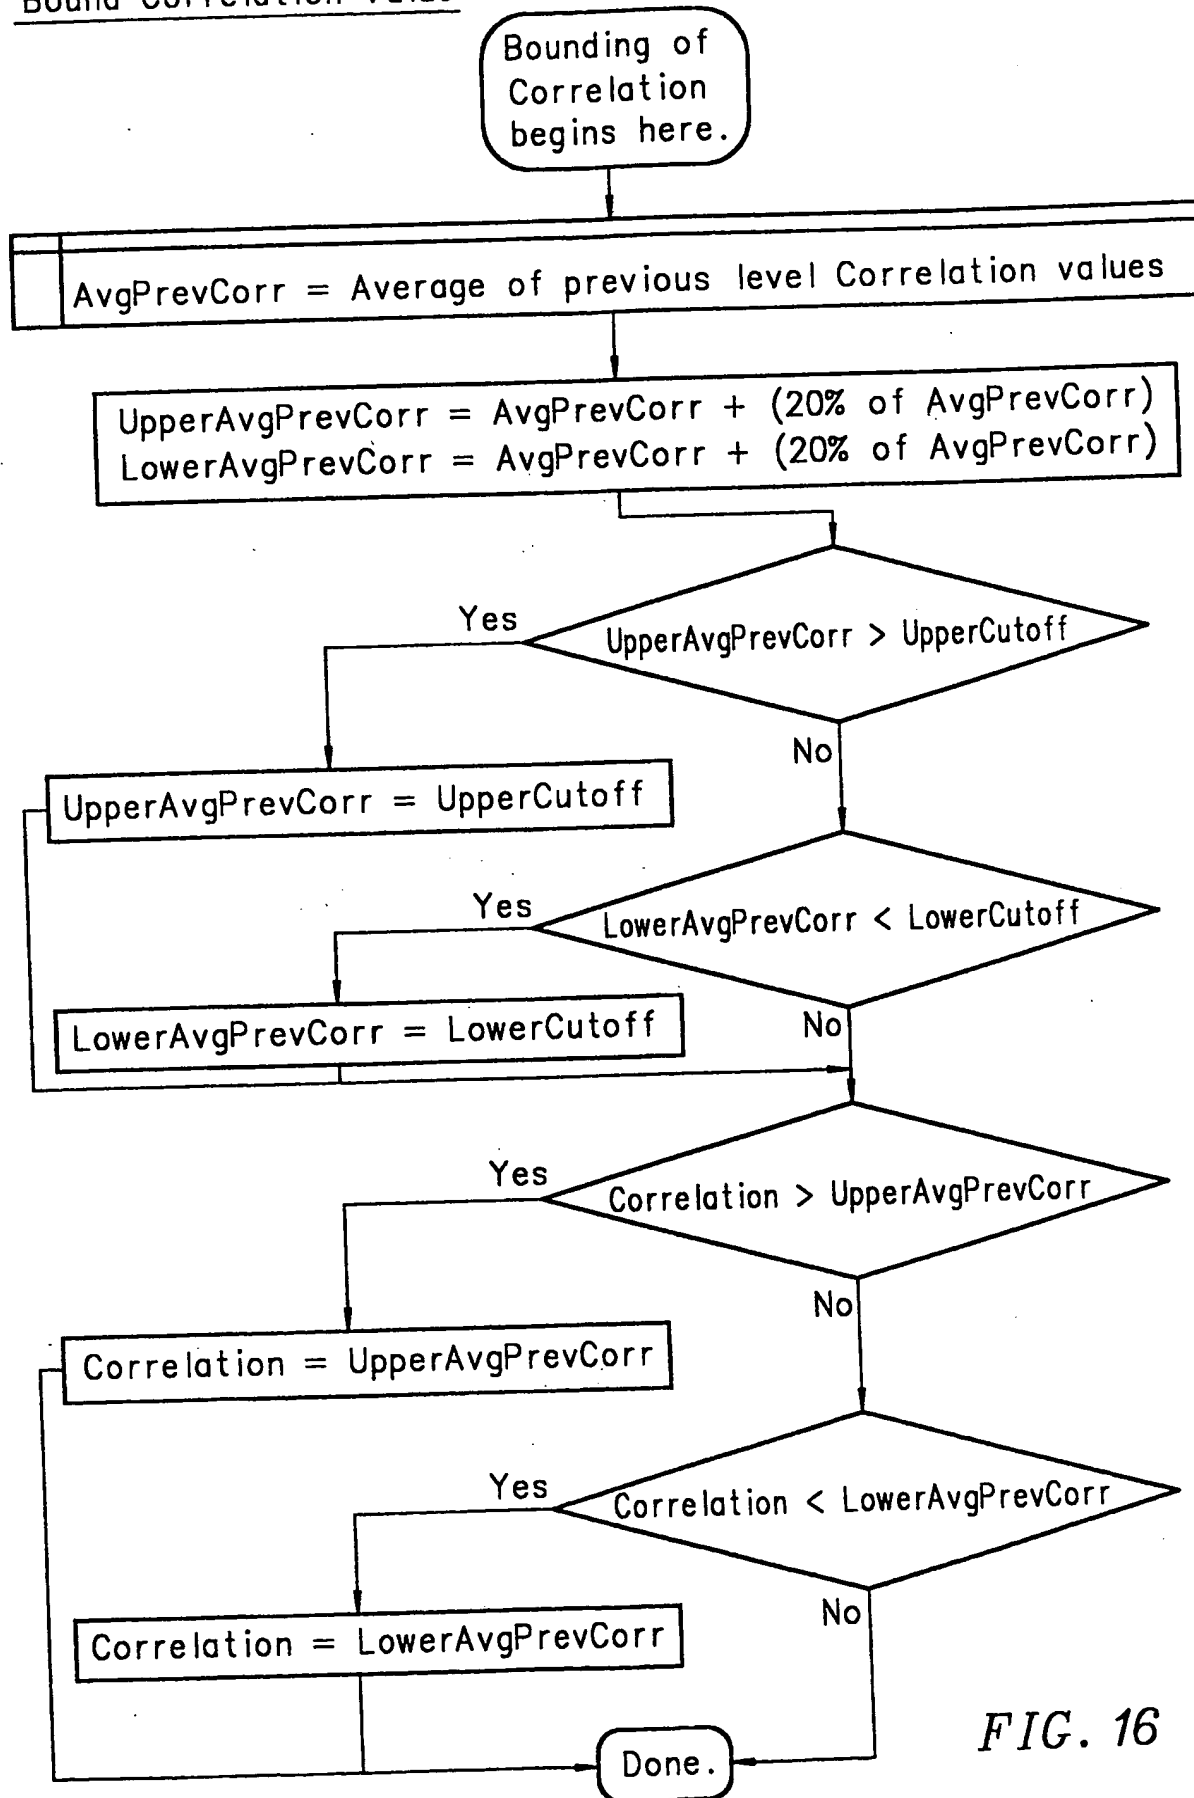 Bound Correlation Value
Bounding of
Correlation
begins here.
AvgPrevCorr = Average of previous level Correlation values
UpperAvgPrevCorr = AvgPrevCorr + (20% of AvgPrevCorr)
LowerAvgPrevCorr = AvgPrevCorr + (20% of AvgPrevCorr)
Yes
UpperAvgPrevCorr > UpperCutoff
No
UpperAvgPrevCorr = UpperCutoff
Yes
LowerAvgPrevCorr < LowerCutoff
No
LowerAvgPrevCorr = LowerCutoff
Yes
Correlation > UpperAvgPrevCorr
No
Correlation = UpperAvgPrevCorr
Yes
Correlation < LowerAvgPrevCorr
No
Correlation = LowerAvgPrevCorr
Done.
FIG. 16